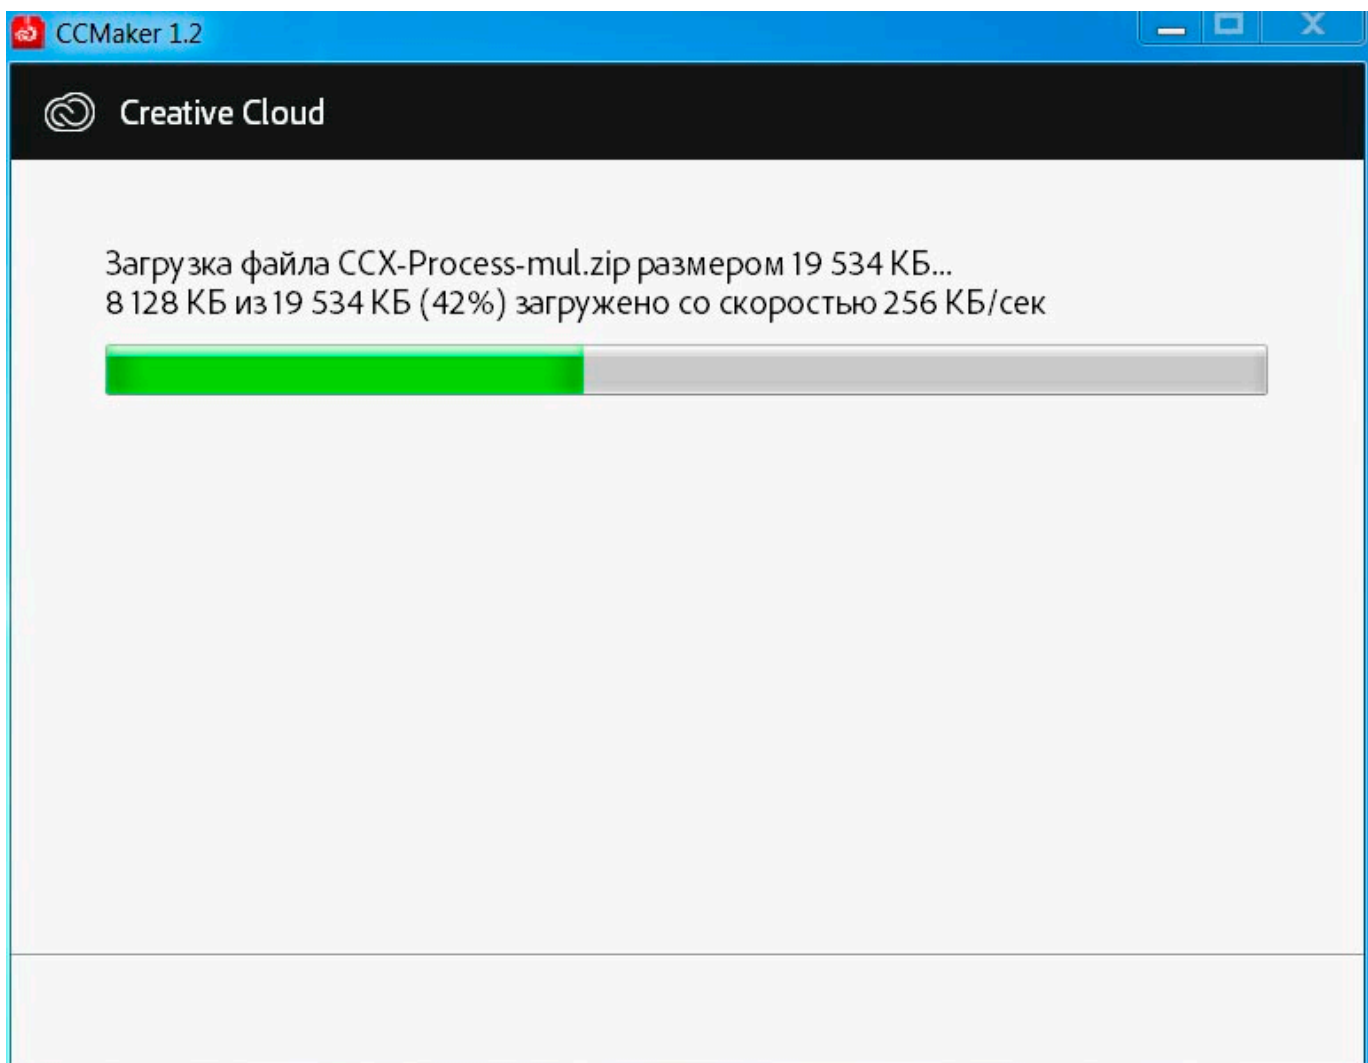 CCMaker 1.2
Creative Cloud
Загрузка файла CCX-Process-mul.zip размером 19 534 КБ...
8 128 КБ из 19 534 КБ (42%) загружено со скоростью 256 КБ/сек